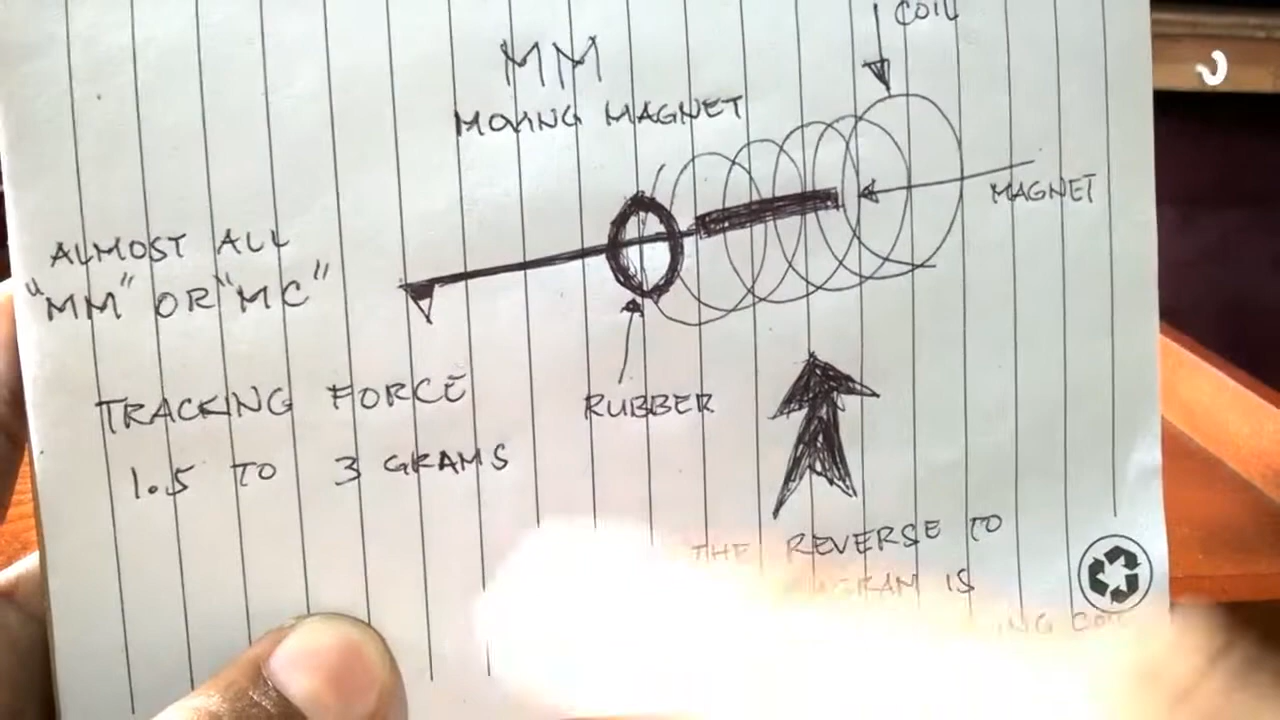 COIL
MM
MOVING MAGNET
MAGNET
ALMOST ALL
"MM" OR "MC"
RUBBER
TRACKING FORCE
1.5 TO 3 GRAMS
THE REVERSE TO
IS